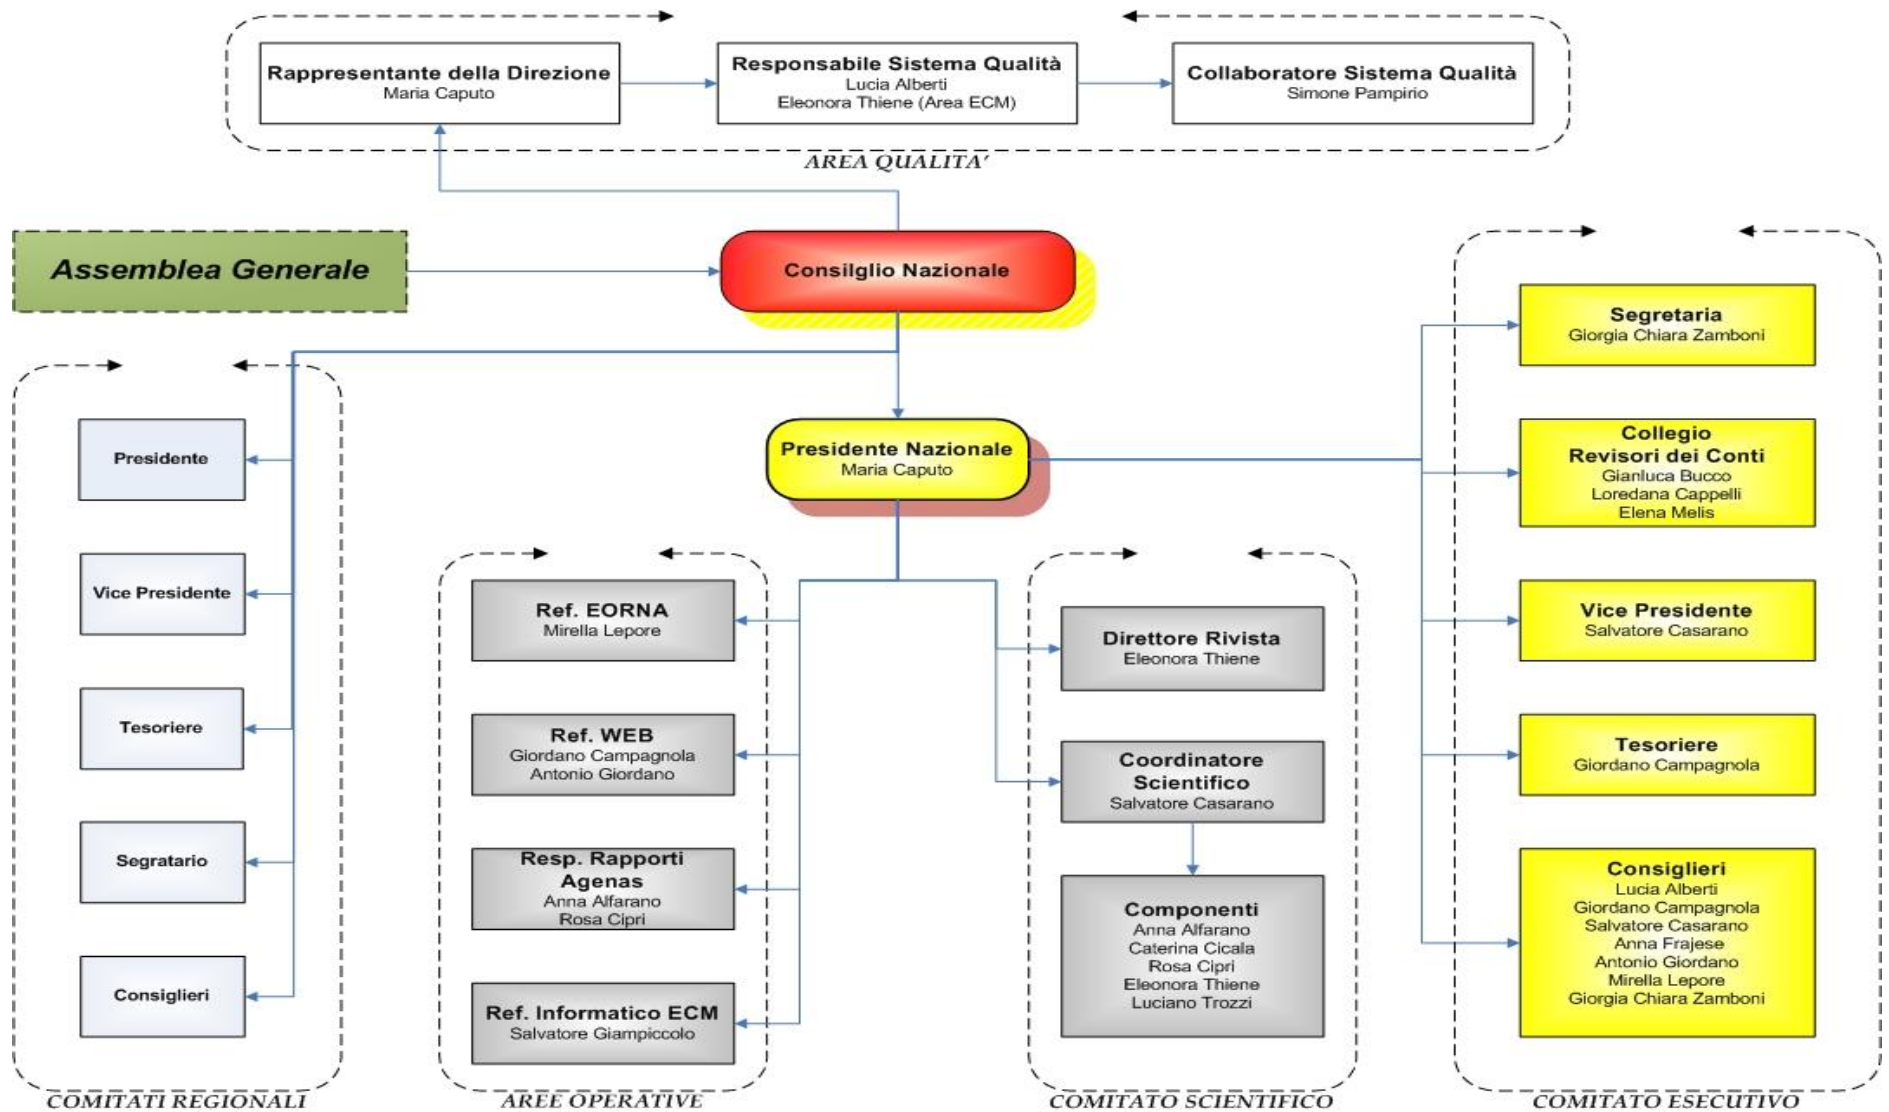 Rappresentante della Direzione
Maria Caputo
Responsabile Sistema Qualità
Lucia Alberti
Eleonora Thiene (Area ECM)
Collaboratore Sistema Qualità
Simone Pampirio
AREA QUALITA’
Assemblea Generale
Consilglio Nazionale
Presidente Nazionale
Maria Caputo
Presidente
Vice Presidente
Tesoriere
Segratario
Consiglieri
COMITATI REGIONALI
Ref. EORNA
Mirella Lepore
Ref. WEB
Giordano Campagnola
Antonio Giordano
Resp. Rapporti
Agenas
Anna Alfarano
Rosa Cipri
Ref. Informatico ECM
Salvatore Giampiccolo
AREE OPERATIVE
Direttore Rivista
Eleonora Thiene
Coordinatore
Scientifico
Salvatore Casarano
Componenti
Anna Alfarano
Caterina Cicala
Rosa Cipri
Eleonora Thiene
Luciano Trozzi
COMITATO SCIENTIFICO
Segretaria
Giorgia Chiara Zamboni
Collegio
Revisori dei Conti
Gianluca Bucco
Loredana Cappelli
Elena Melis
Vice Presidente
Salvatore Casarano
Tesoriere
Giordano Campagnola
Consiglieri
Lucia Alberti
Giordano Campagnola
Salvatore Casarano
Anna Frajese
Antonio Giordano
Mirella Lepore
Giorgia Chiara Zamboni
COMITATO ESECUTIVO